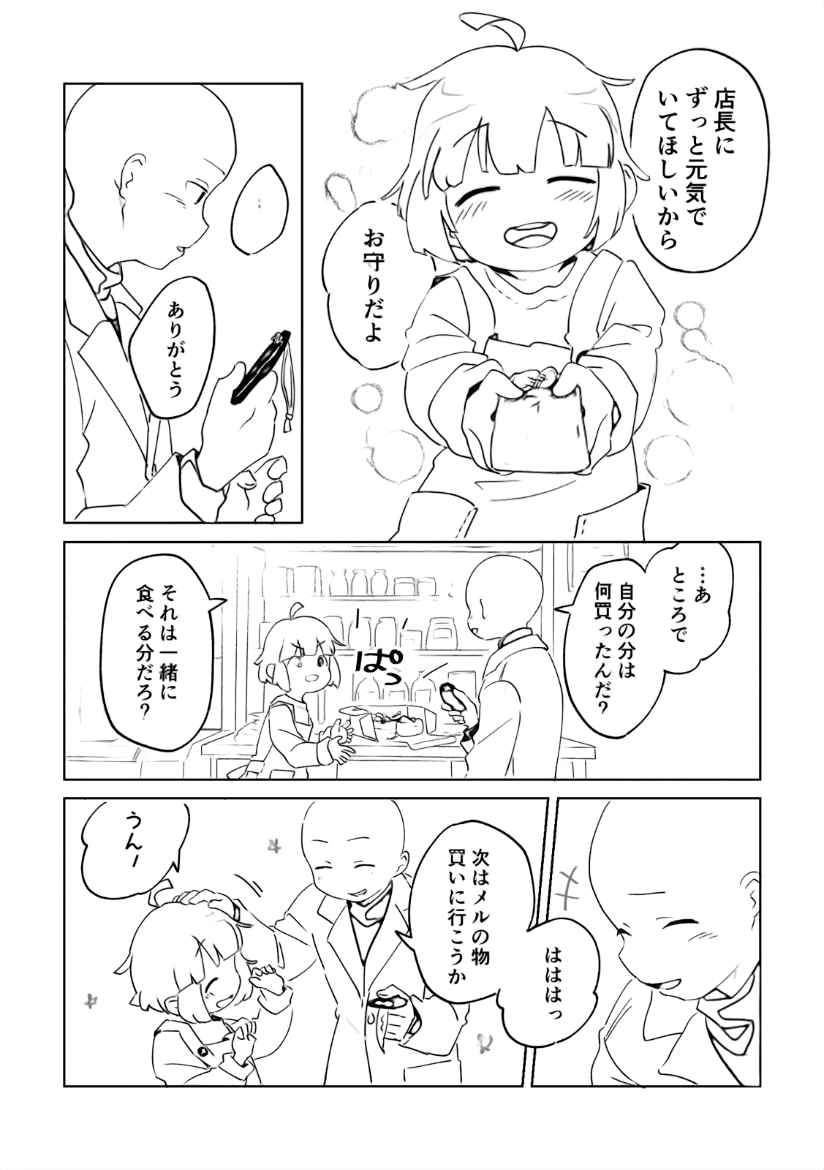 店長に
ずっと元気で
いてほしいから
お守りだよ
…
ありがとう
…あ
ところで
自分の分は
何買ったんだ?
ぱっ
それは一緒に
食べる分だろ?
はははっ
次はメルの物
買いに行こうか
うんー